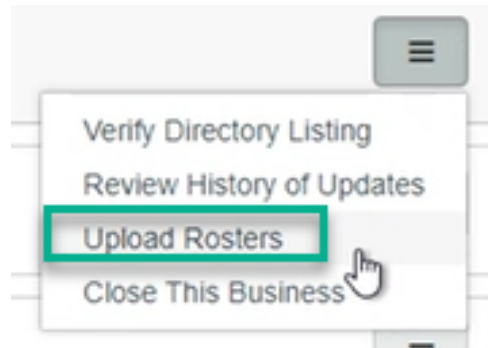 Verify Directory Listing
Review History of Updates
Upload Rosters
Close This Business